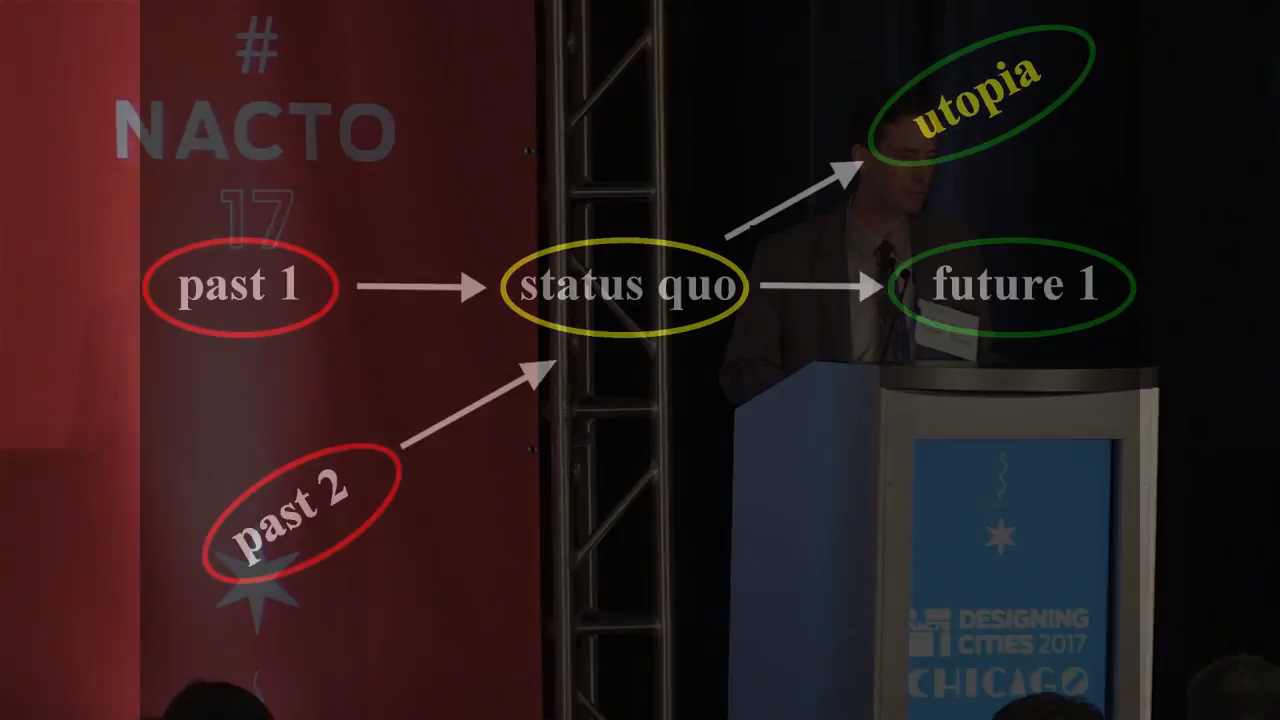 #
NACTO
17
utopia
past 1
status quo
future 1
past 2
DESIGNING
CITIES 2017
CHICAGO